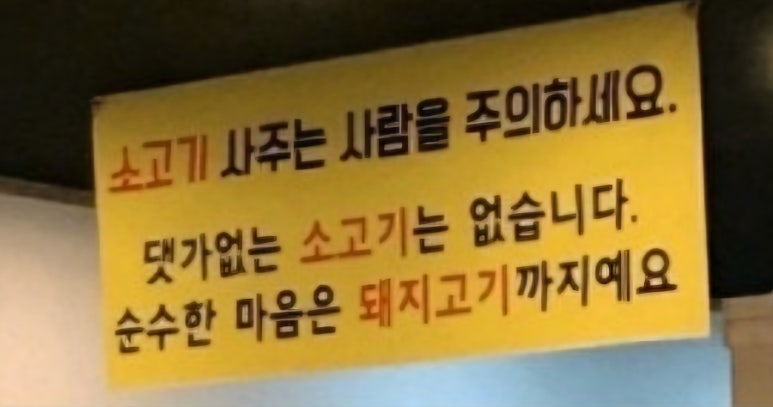 소고기 사주는 사람을 주의하세요.
댓가없는 소고기는 없습니다.
순수한 마음은 돼지고기까지예요